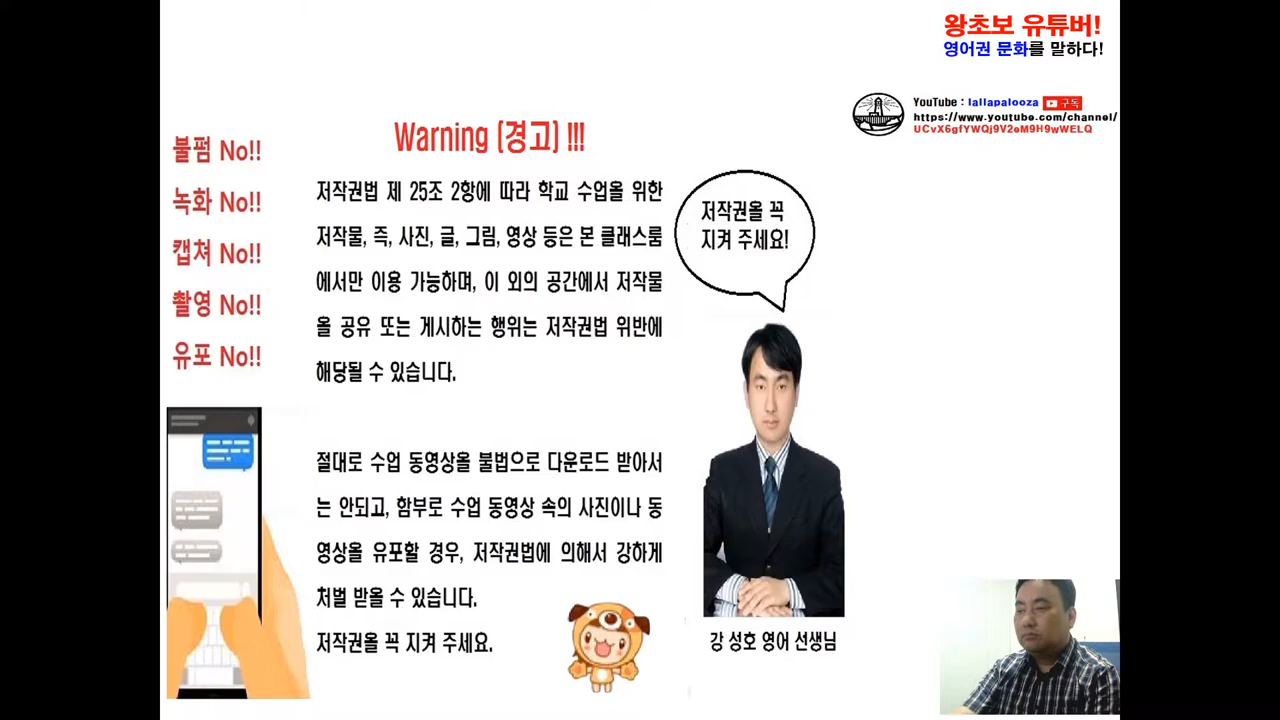 왕초보 유튜버!
영어권 문화를 말하다!
YouTube : lallapalooza 구독
https://www.youtube.com/channel/
UCvX6gfYWQj9V2eM9H9wWELQ
불펌 No!!
녹화 No!!
캡쳐 No!!
촬영 No!!
유포 No!!
Warning (경고) !!!
저작권법 제 25조 2항에 따라 학교 수업을 위한
저작물, 즉, 사진, 글, 그림, 영상 등은 본 클래스룸
에서만 이용 가능하며, 이 외의 공간에서 저작물
을 공유 또는 게시하는 행위는 저작권법 위반에
해당될 수 있습니다.
절대로 수업 동영상을 불법으로 다운로드 받아서
는 안되고, 함부로 수업 동영상 속의 사진이나 동
영상을 유포할 경우, 저작권법에 의해서 강하게
처벌 받을 수 있습니다.
저작권을 꼭 지켜 주세요.
저작권을 꼭
지켜 주세요!
강 성호 영어 선생님